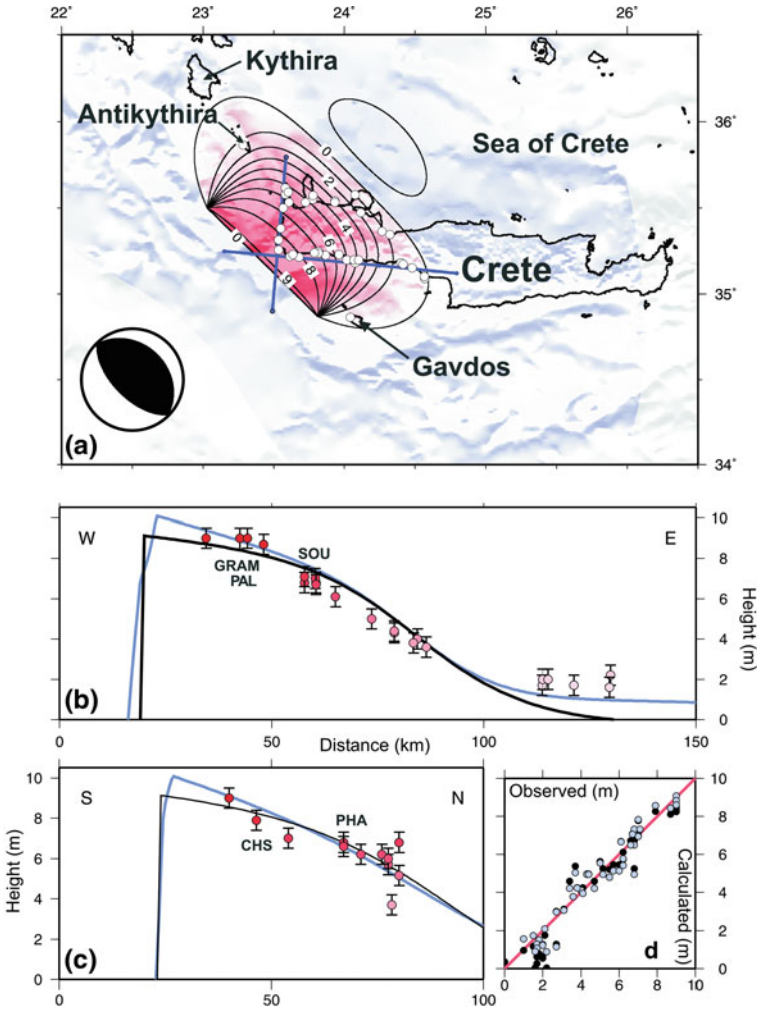 22˚ 23˚ 24˚ 25˚ 26˚
Kythira
Antikythira
36˚
Sea of Crete
0
2
4
6
0
8
9
Crete
35˚
Gavdos
(a)
34˚
W
SOU
E
GRAM
PAL
10
8
6
4
2
0
Height (m)
(b)
0 50 100 150
Distance (km)
S
N
PHA
CHS
10
8
6
4
2
0
Height (m)
(c)
0 50 100
Observed (m)
10
8
6
4
2
0
Calculated (m)
d
0 2 4 6 8 10